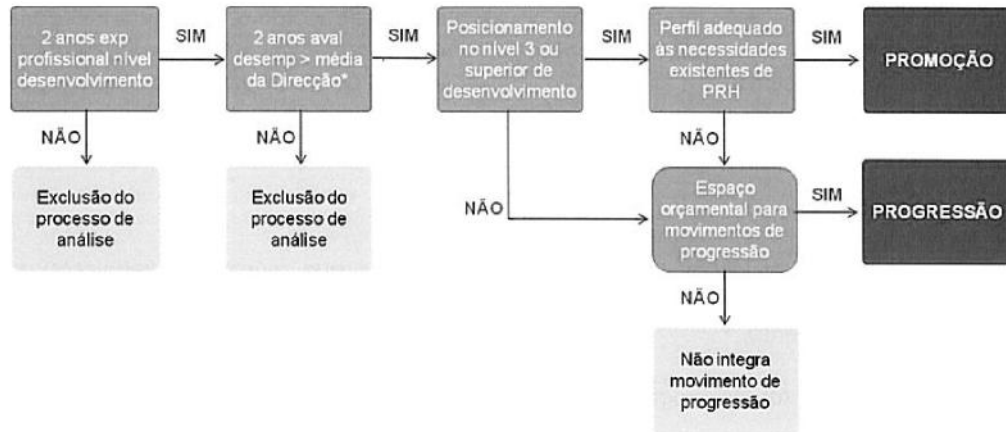 2 anos exp
profissional nível
desenvolvimento
SIM
2 anos aval
desemp > média
da Direcção*
SIM
Posicionamento
no nível 3 ou
superior de
desenvolvimento
SIM
Perfil adequado
às necessidades
existentes de
PRH
SIM
PROMOÇÃO
NÃO
Exclusão do
processo de
análise
NÃO
Exclusão do
processo de
análise
NÃO
NÃO
Espaço
orçamental para
movimentos de
progressão
SIM
PROGRESSÃO
NÃO
Não integra
movimento de
progressão